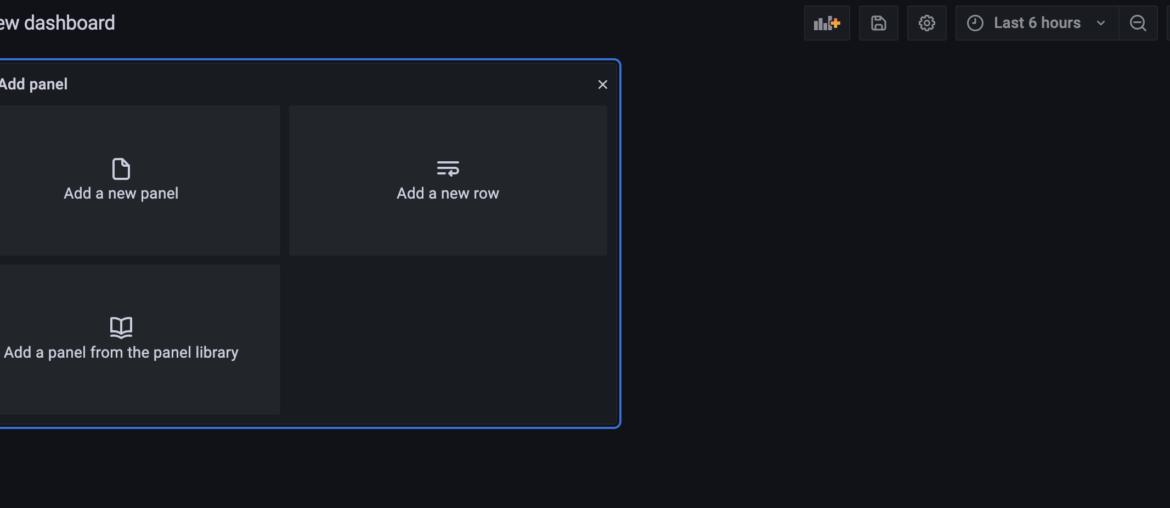 ew dashboard
Last 6 hours
Add panel
Add a new panel
Add a new row
Add a panel from the panel library